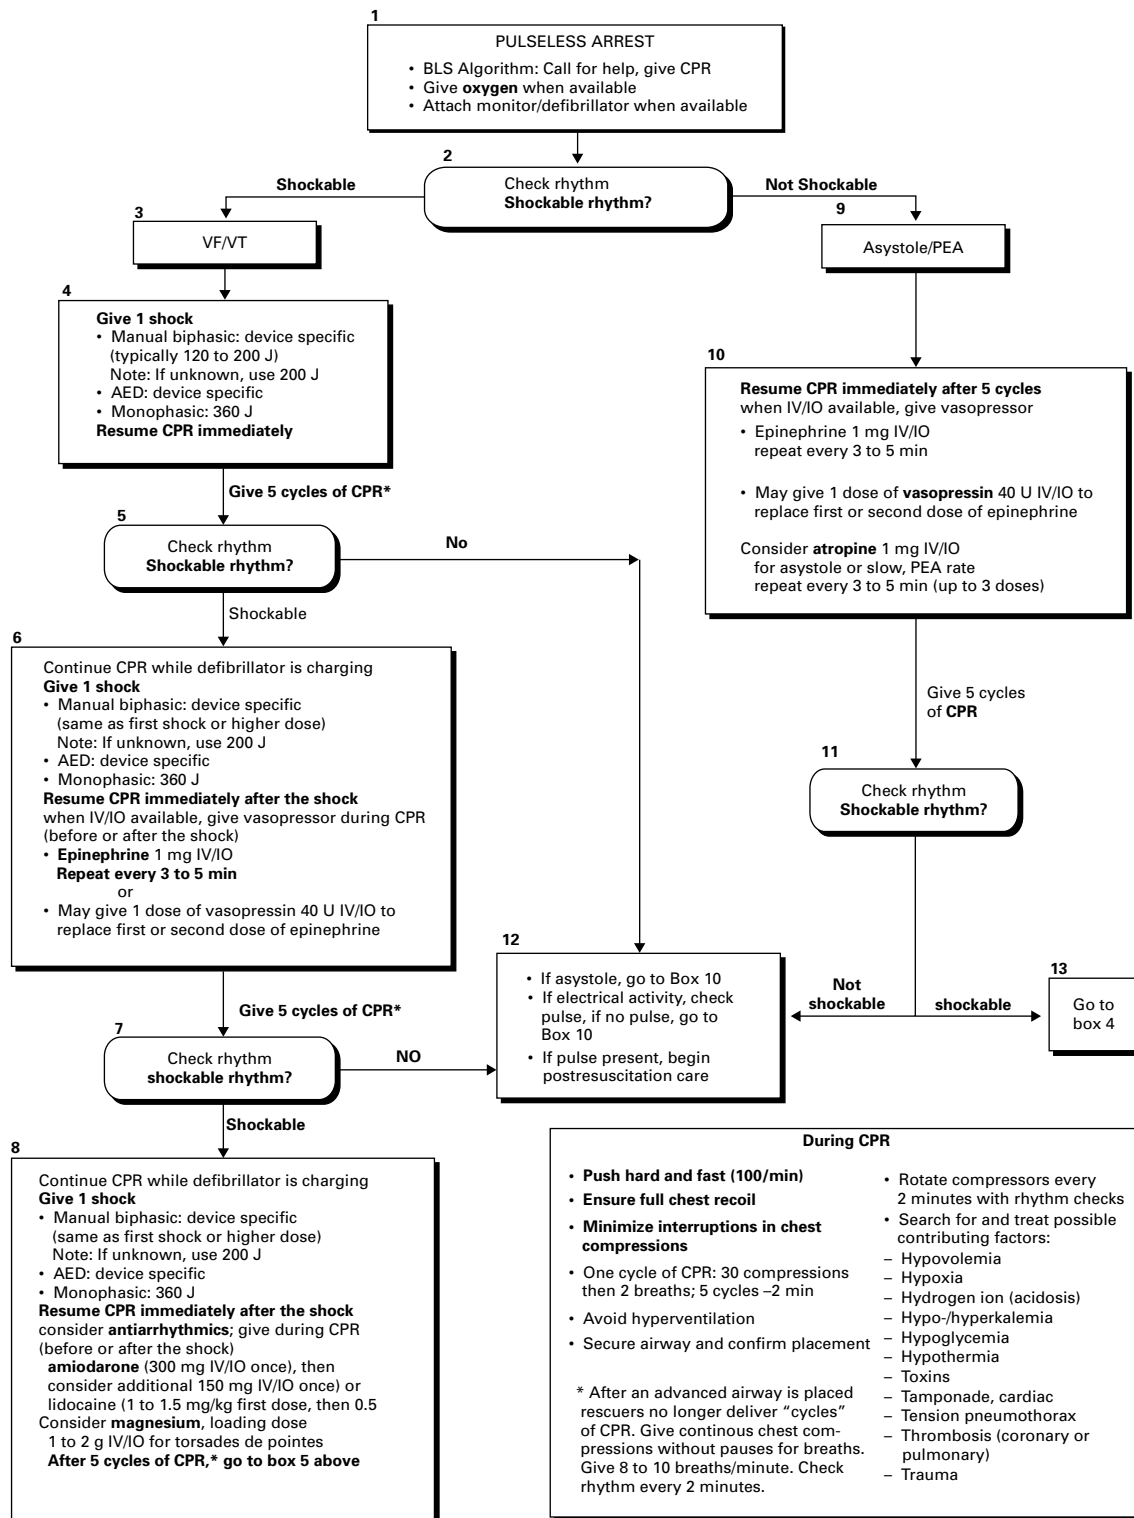 1
PULSELESS ARREST
• BLS Algorithm: Call for help, give CPR
• Give oxygen when available
• Attach monitor/defibrillator when available
2
Check rhythm
Shockable rhythm?
Shockable
Not Shockable
3
VF/VT
9
Asystole/PEA
4
Give 1 shock
• Manual biphasic: device specific
(typically 120 to 200 J)
Note: If unknown, use 200 J
• AED: device specific
• Monophasic: 360 J
Resume CPR immediately
Give 5 cycles of CPR*
5
Check rhythm
Shockable rhythm?
No
Shockable
6
Continue CPR while defibrillator is charging
Give 1 shock
• Manual biphasic: device specific
(same as first shock or higher dose)
Note: If unknown, use 200 J
• AED: device specific
• Monophasic: 360 J
Resume CPR immediately after the shock
when IV/IO available, give vasopressor during CPR
(before or after the shock)
• Epinephrine 1 mg IV/IO
Repeat every 3 to 5 min
or
• May give 1 dose of vasopressin 40 U IV/IO to
replace first or second dose of epinephrine
Give 5 cycles of CPR*
7
Check rhythm
shockable rhythm?
NO
Shockable
8
Continue CPR while defibrillator is charging
Give 1 shock
• Manual biphasic: device specific
(same as first shock or higher dose)
Note: If unknown, use 200 J
• AED: device specific
• Monophasic: 360 J
Resume CPR immediately after the shock
consider antiarrhythmics; give during CPR
(before or after the shock)
amiodarone (300 mg IV/IO once), then
consider additional 150 mg IV/IO once) or
lidocaine (1 to 1.5 mg/kg first dose, then 0.5
Consider magnesium, loading dose
1 to 2 g IV/IO for torsades de pointes
After 5 cycles of CPR,* go to box 5 above
10
Resume CPR immediately after 5 cycles
when IV/IO available, give vasopressor
• Epinephrine 1 mg IV/IO
repeat every 3 to 5 min
• May give 1 dose of vasopressin 40 U IV/IO to
replace first or second dose of epinephrine
Consider atropine 1 mg IV/IO
for asystole or slow, PEA rate
repeat every 3 to 5 min (up to 3 doses)
Give 5 cycles
of CPR
11
Check rhythm
Shockable rhythm?
Not
shockable
shockable
12
• If asystole, go to Box 10
• If electrical activity, check
pulse, if no pulse, go to
Box 10
• If pulse present, begin
postresuscitation care
13
Go to
box 4
During CPR
• Push hard and fast (100/min)
• Ensure full chest recoil
• Minimize interruptions in chest
compressions
• One cycle of CPR: 30 compressions
then 2 breaths; 5 cycles –2 min
• Avoid hyperventilation
• Secure airway and confirm placement
* After an advanced airway is placed
rescuers no longer deliver “cycles”
of CPR. Give continous chest com-
pressions without pauses for breaths.
Give 8 to 10 breaths/minute. Check
rhythm every 2 minutes.
• Rotate compressors every
2 minutes with rhythm checks
• Search for and treat possible
contributing factors:
– Hypovolemia
– Hypoxia
– Hydrogen ion (acidosis)
– Hypo-/hyperkalemia
– Hypoglycemia
– Hypothermia
– Toxins
– Tamponade, cardiac
– Tension pneumothorax
– Thrombosis (coronary or
pulmonary)
– Trauma